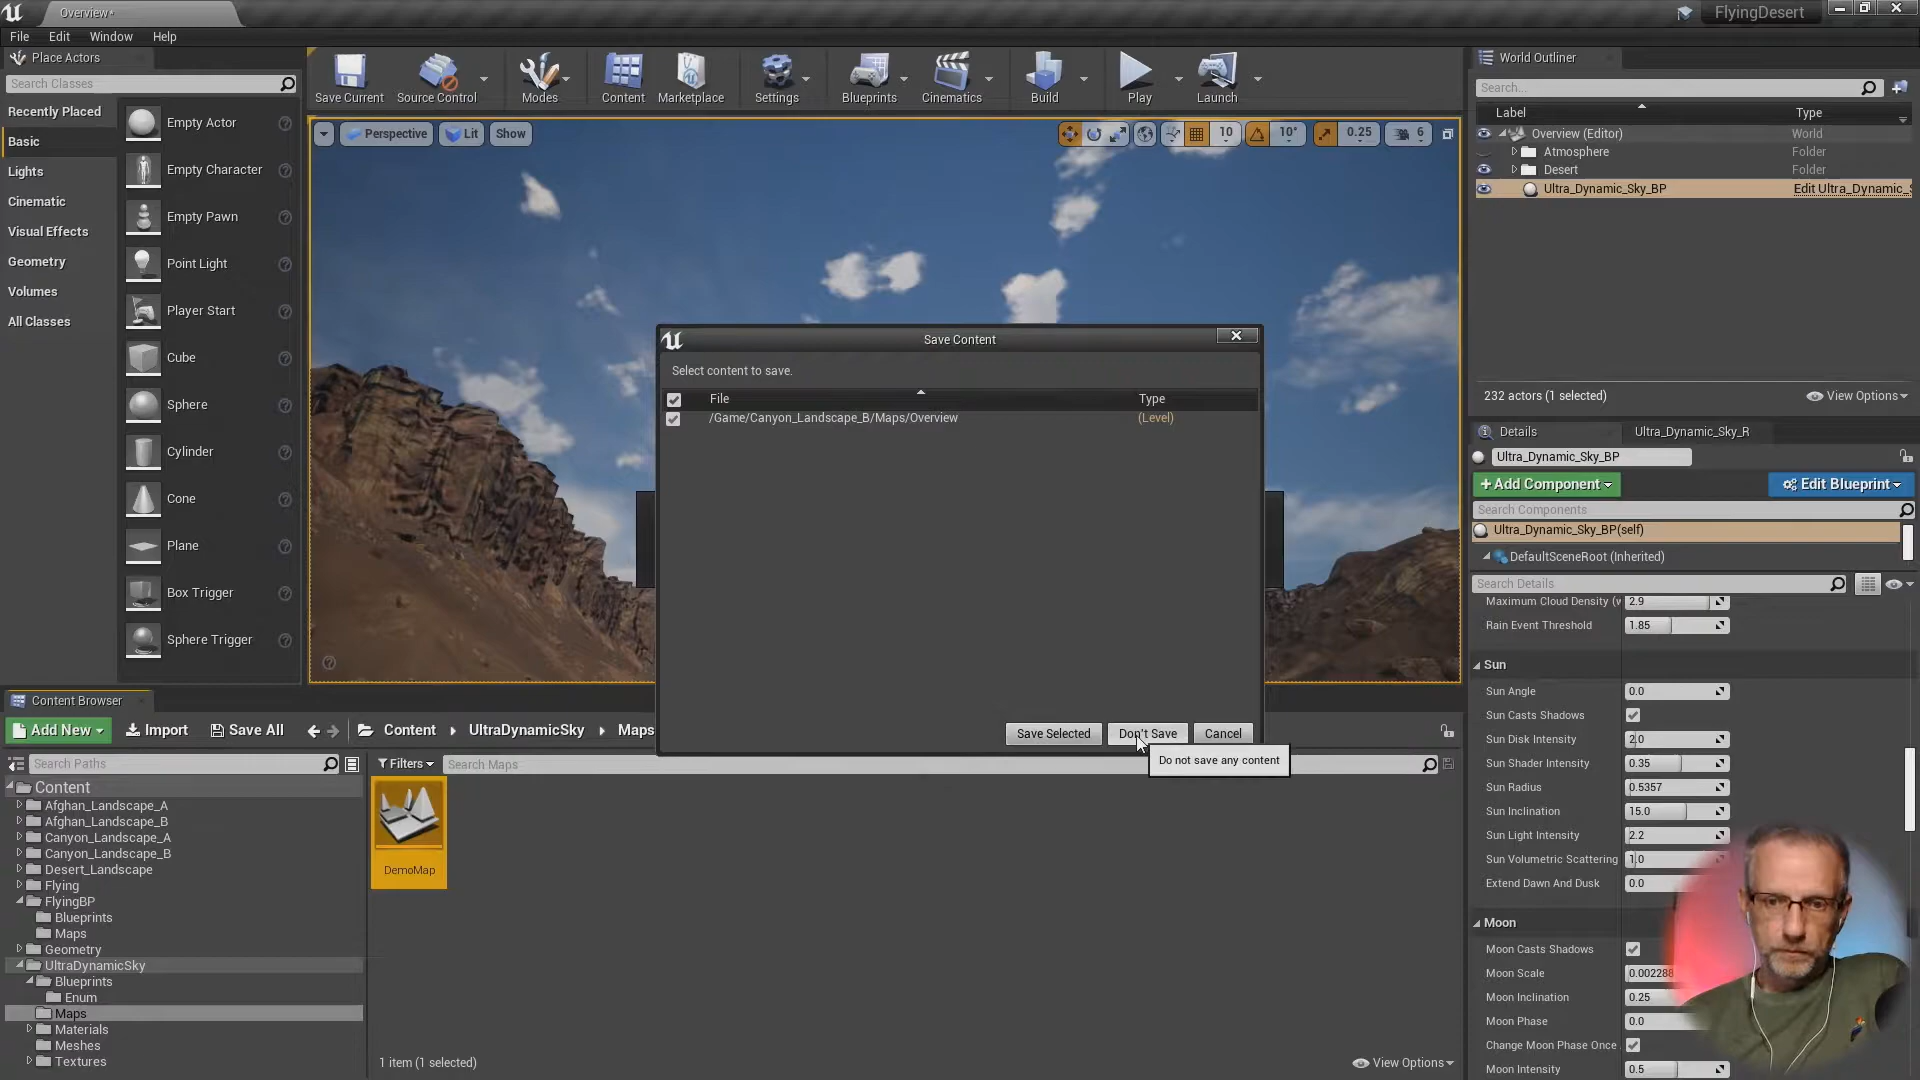 Overview*
FlyingDesert
File Edit Window Help
Place Actors
Search Classes
Recently Placed
Basic
Lights
Cinematic
Visual Effects
Geometry
Volumes
All Classes
Empty Actor
Empty Character
Empty Pawn
Point Light
Player Start
Cube
Sphere
Cylinder
Cone
Plane
Box Trigger
Sphere Trigger
Save Current Source Control Modes Content Marketplace Settings Blueprints Cinematics Build Play Launch
Perspective Lit Show 10 10° 0.25 6
Save Content
Select content to save.
File Type
/Game/Canyon_Landscape_B/Maps/Overview (Level)
Save Selected Don't Save Cancel
Do not save any content
World Outliner
Search...
Label Type
Overview (Editor) World
Atmosphere Folder
Desert Folder
Ultra_Dynamic_Sky_BP Edit Ultra_Dynamic_S
232 actors (1 selected) View Options
Details Ultra_Dynamic_Sky_R
Ultra_Dynamic_Sky_BP
+Add Component Edit Blueprint
Search Components
Ultra_Dynamic_Sky_BP(self)
DefaultSceneRoot (Inherited)
Search Details
Maximum Cloud Density (w 2.9
Rain Event Threshold 1.85
Sun
Sun Angle 0.0
Sun Casts Shadows
Sun Disk Intensity 2.0
Sun Shader Intensity 0.35
Sun Radius 0.5357
Sun Inclination 15.0
Sun Light Intensity 2.2
Sun Volumetric Scattering 1.0
Extend Dawn And Dusk 0.0
Moon
Moon Casts Shadows
Moon Scale 0.002288
Moon Inclination 0.25
Moon Phase 0.0
Change Moon Phase Once
Moon Intensity 0.5
Content Browser
Add New Import Save All Content UltraDynamicSky Maps
Search Paths
Filters Search Maps
Content
Afghan_Landscape_A
Afghan_Landscape_B
Canyon_Landscape_A
Canyon_Landscape_B
Desert_Landscape
Flying
FlyingBP
Blueprints
Maps
Geometry
UltraDynamicSky
Blueprints
Enum
Maps
Materials
Meshes
Textures
DemoMap
1 item (1 selected) View Options